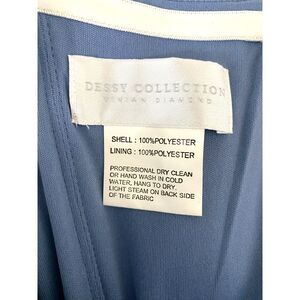 DESSY COLLECTION
VIVIAN DIAMOND
SHELL : 100%POLYESTER
LINING : 100%POLYESTER
PROFESSIONAL DRY CLEAN
OR HAND WASH IN COLD
WATER, HANG TO DRY.
LIGHT STEAM ON BACK SIDE
OF THE FABRIC